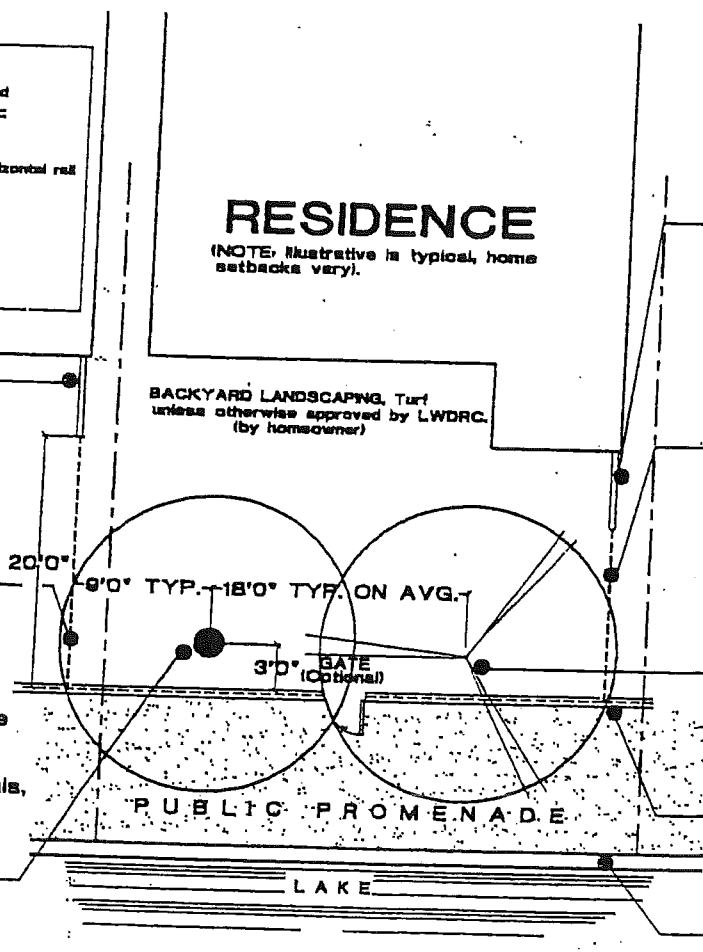 d
zontal rail
RESIDENCE
(NOTE: Illustrative is typical, home
setbacks vary).
BACKYARD LANDSCAPING, Turf
unless otherwise approved by LWDRC.
(by homeowner)
20'0"
9'0" TYP. 18'0" TYP. ON AVG.
3'0" GATE
(Optional)
e
als,
PUBLIC PROMENADE
LAKE